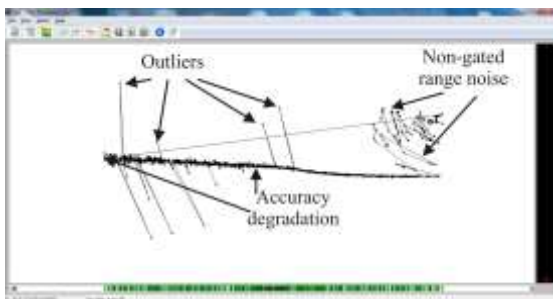 Outliers
Non-gated
range noise
Accuracy
degradation